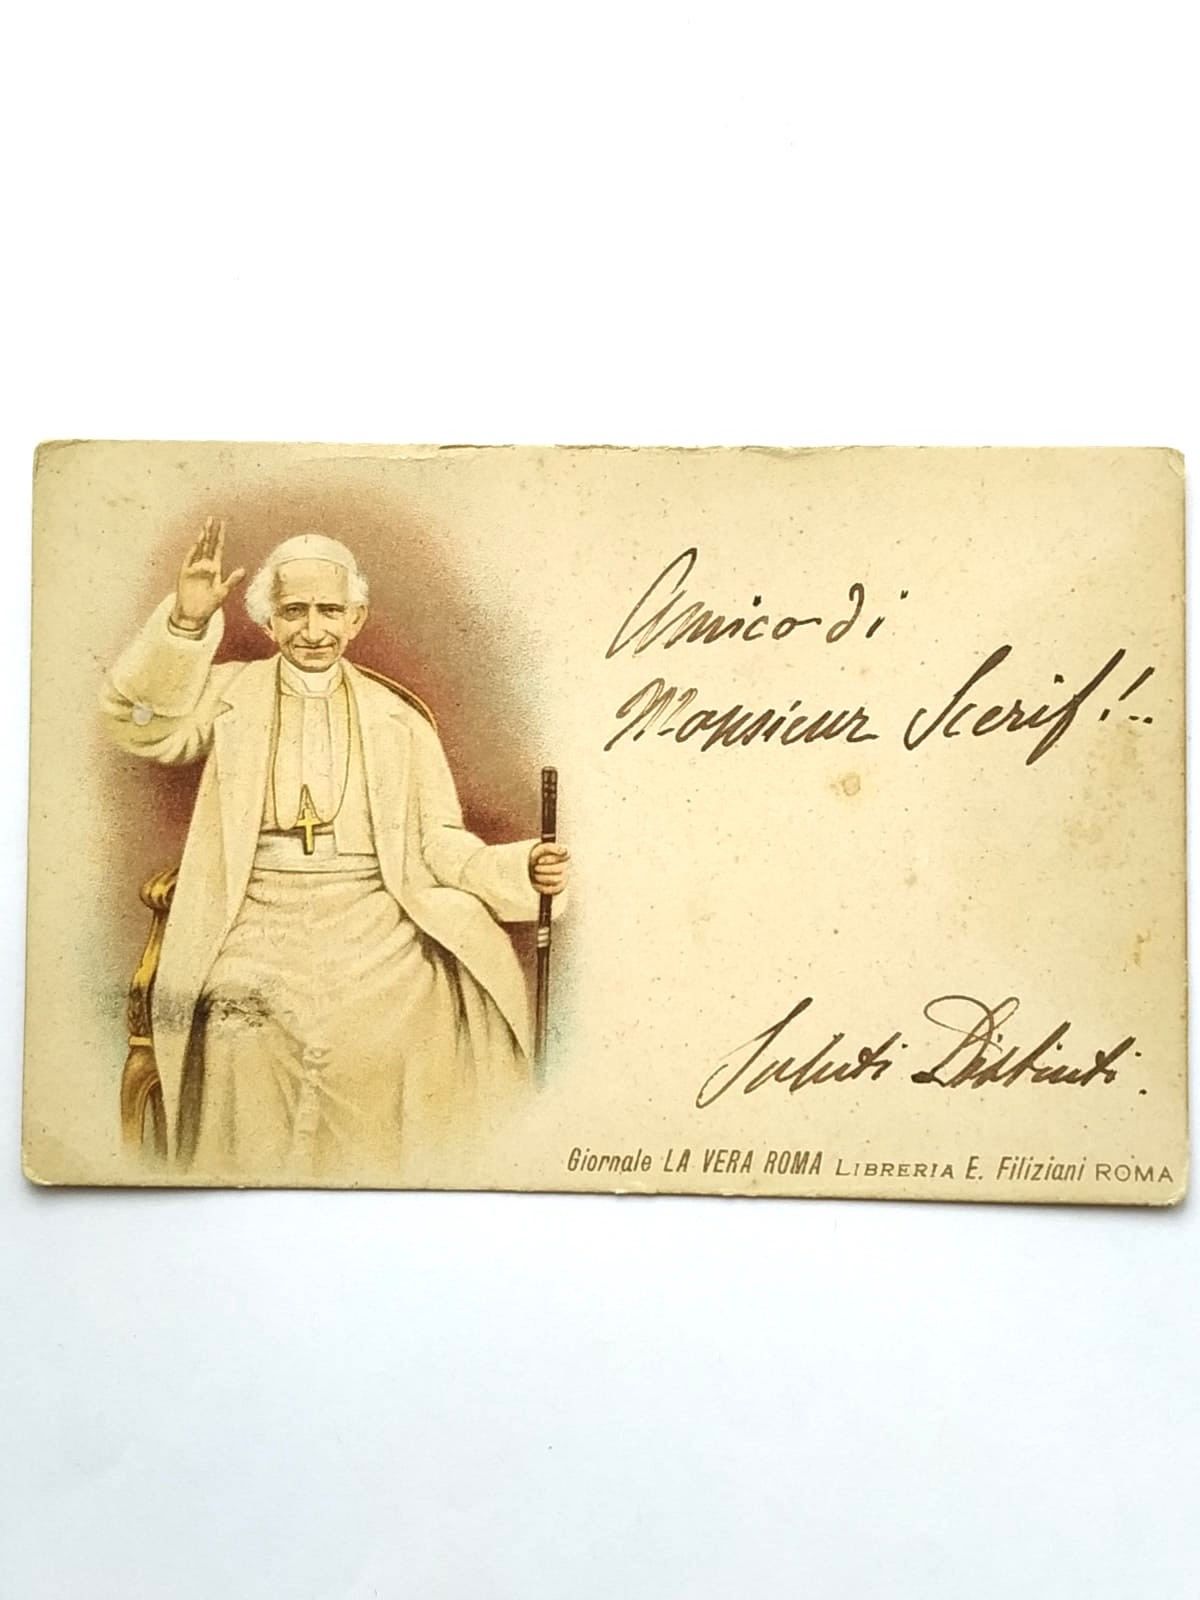 Amico di
Monsieur Scerif!..
Saluti Distinti.
Giornale LA VERA ROMA LIBRERIA E. Filiziani ROMA